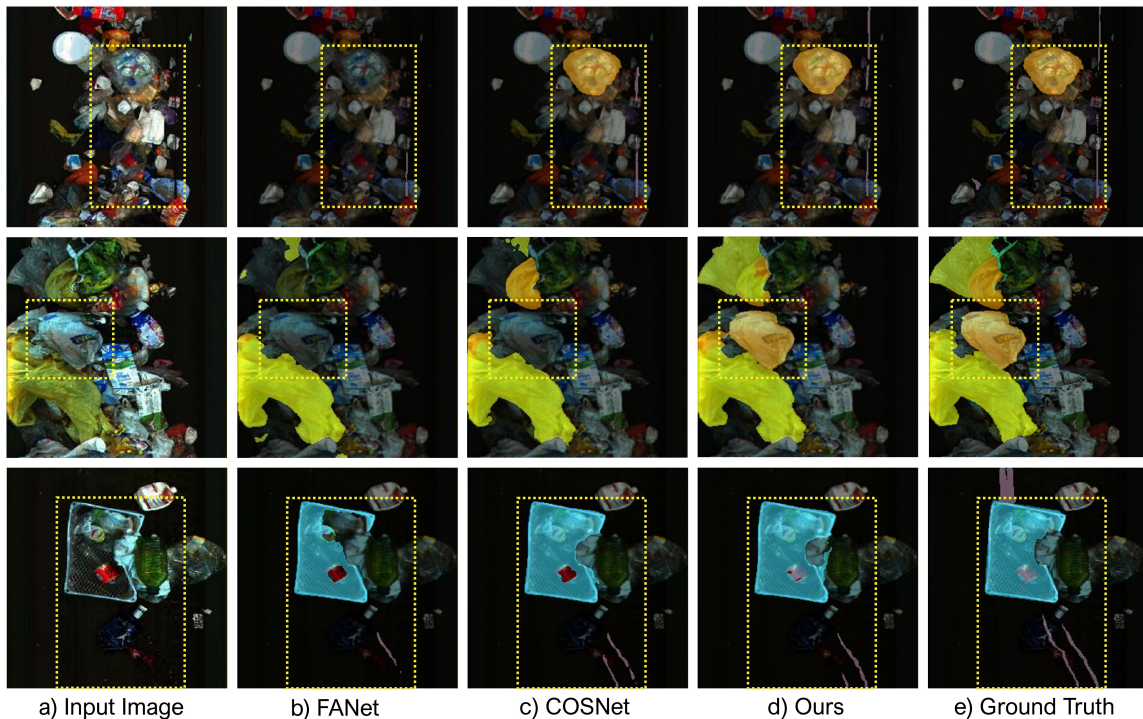 a) Input Image
b) FANet
c) COSNet
d) Ours
e) Ground Truth